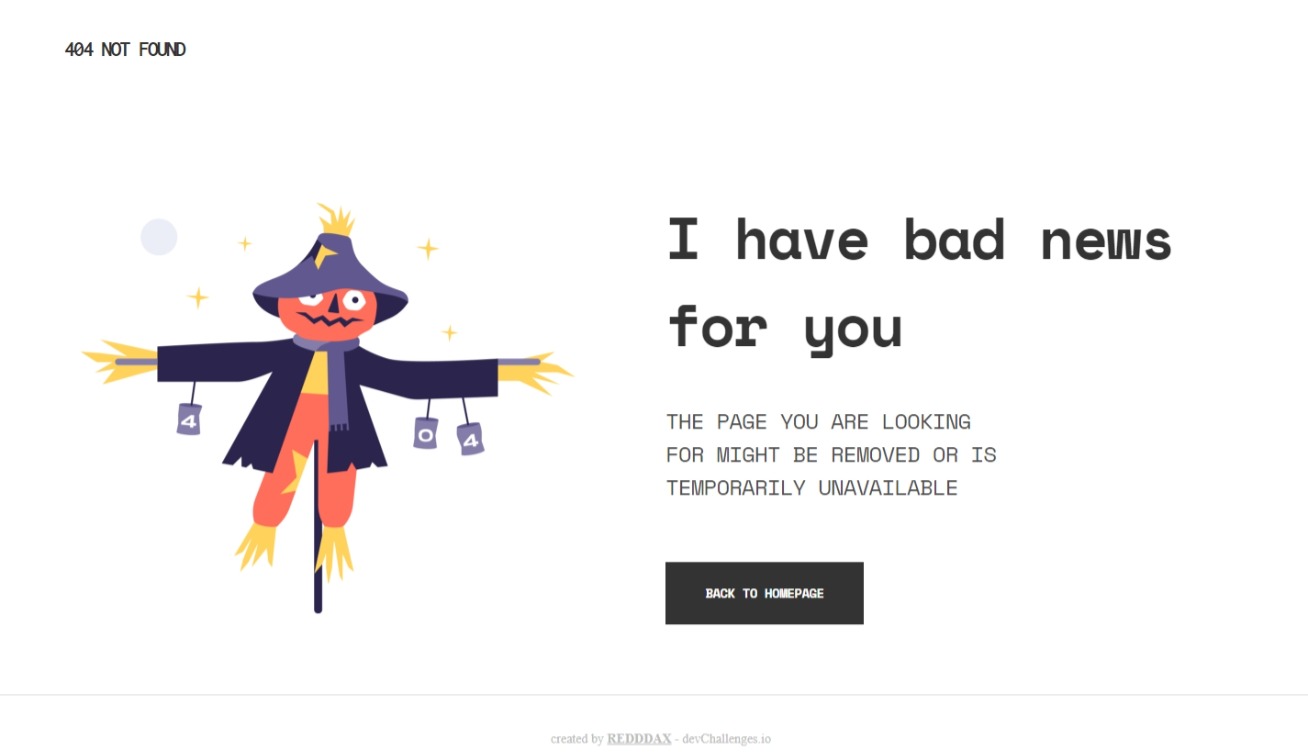 404 NOT FOUND
I have bad news
for you
4
0
4
THE PAGE YOU ARE LOOKING
FOR MIGHT BE REMOVED OR IS
TEMPORARILY UNAVAILABLE
BACK TO HOMEPAGE
created by REDDDAX - devChallenges.io